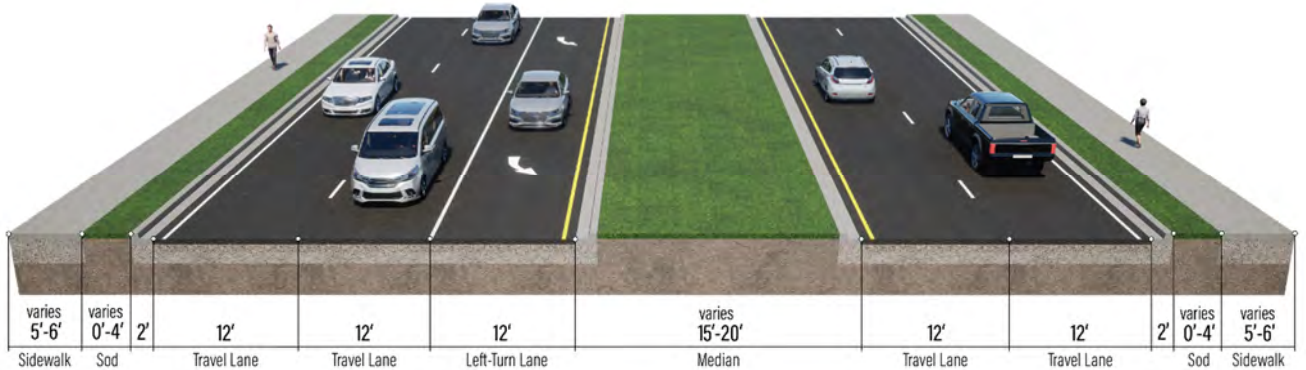 varies varies varies varies varies
5'-6' 0'-4' 2' 12' 12' 12' 15'-20' 12' 12' 2' 0'-4' 5'-6'
Sidewalk Sod Travel Lane Travel Lane Left-Turn Lane Median Travel Lane Travel Lane Sod Sidewalk